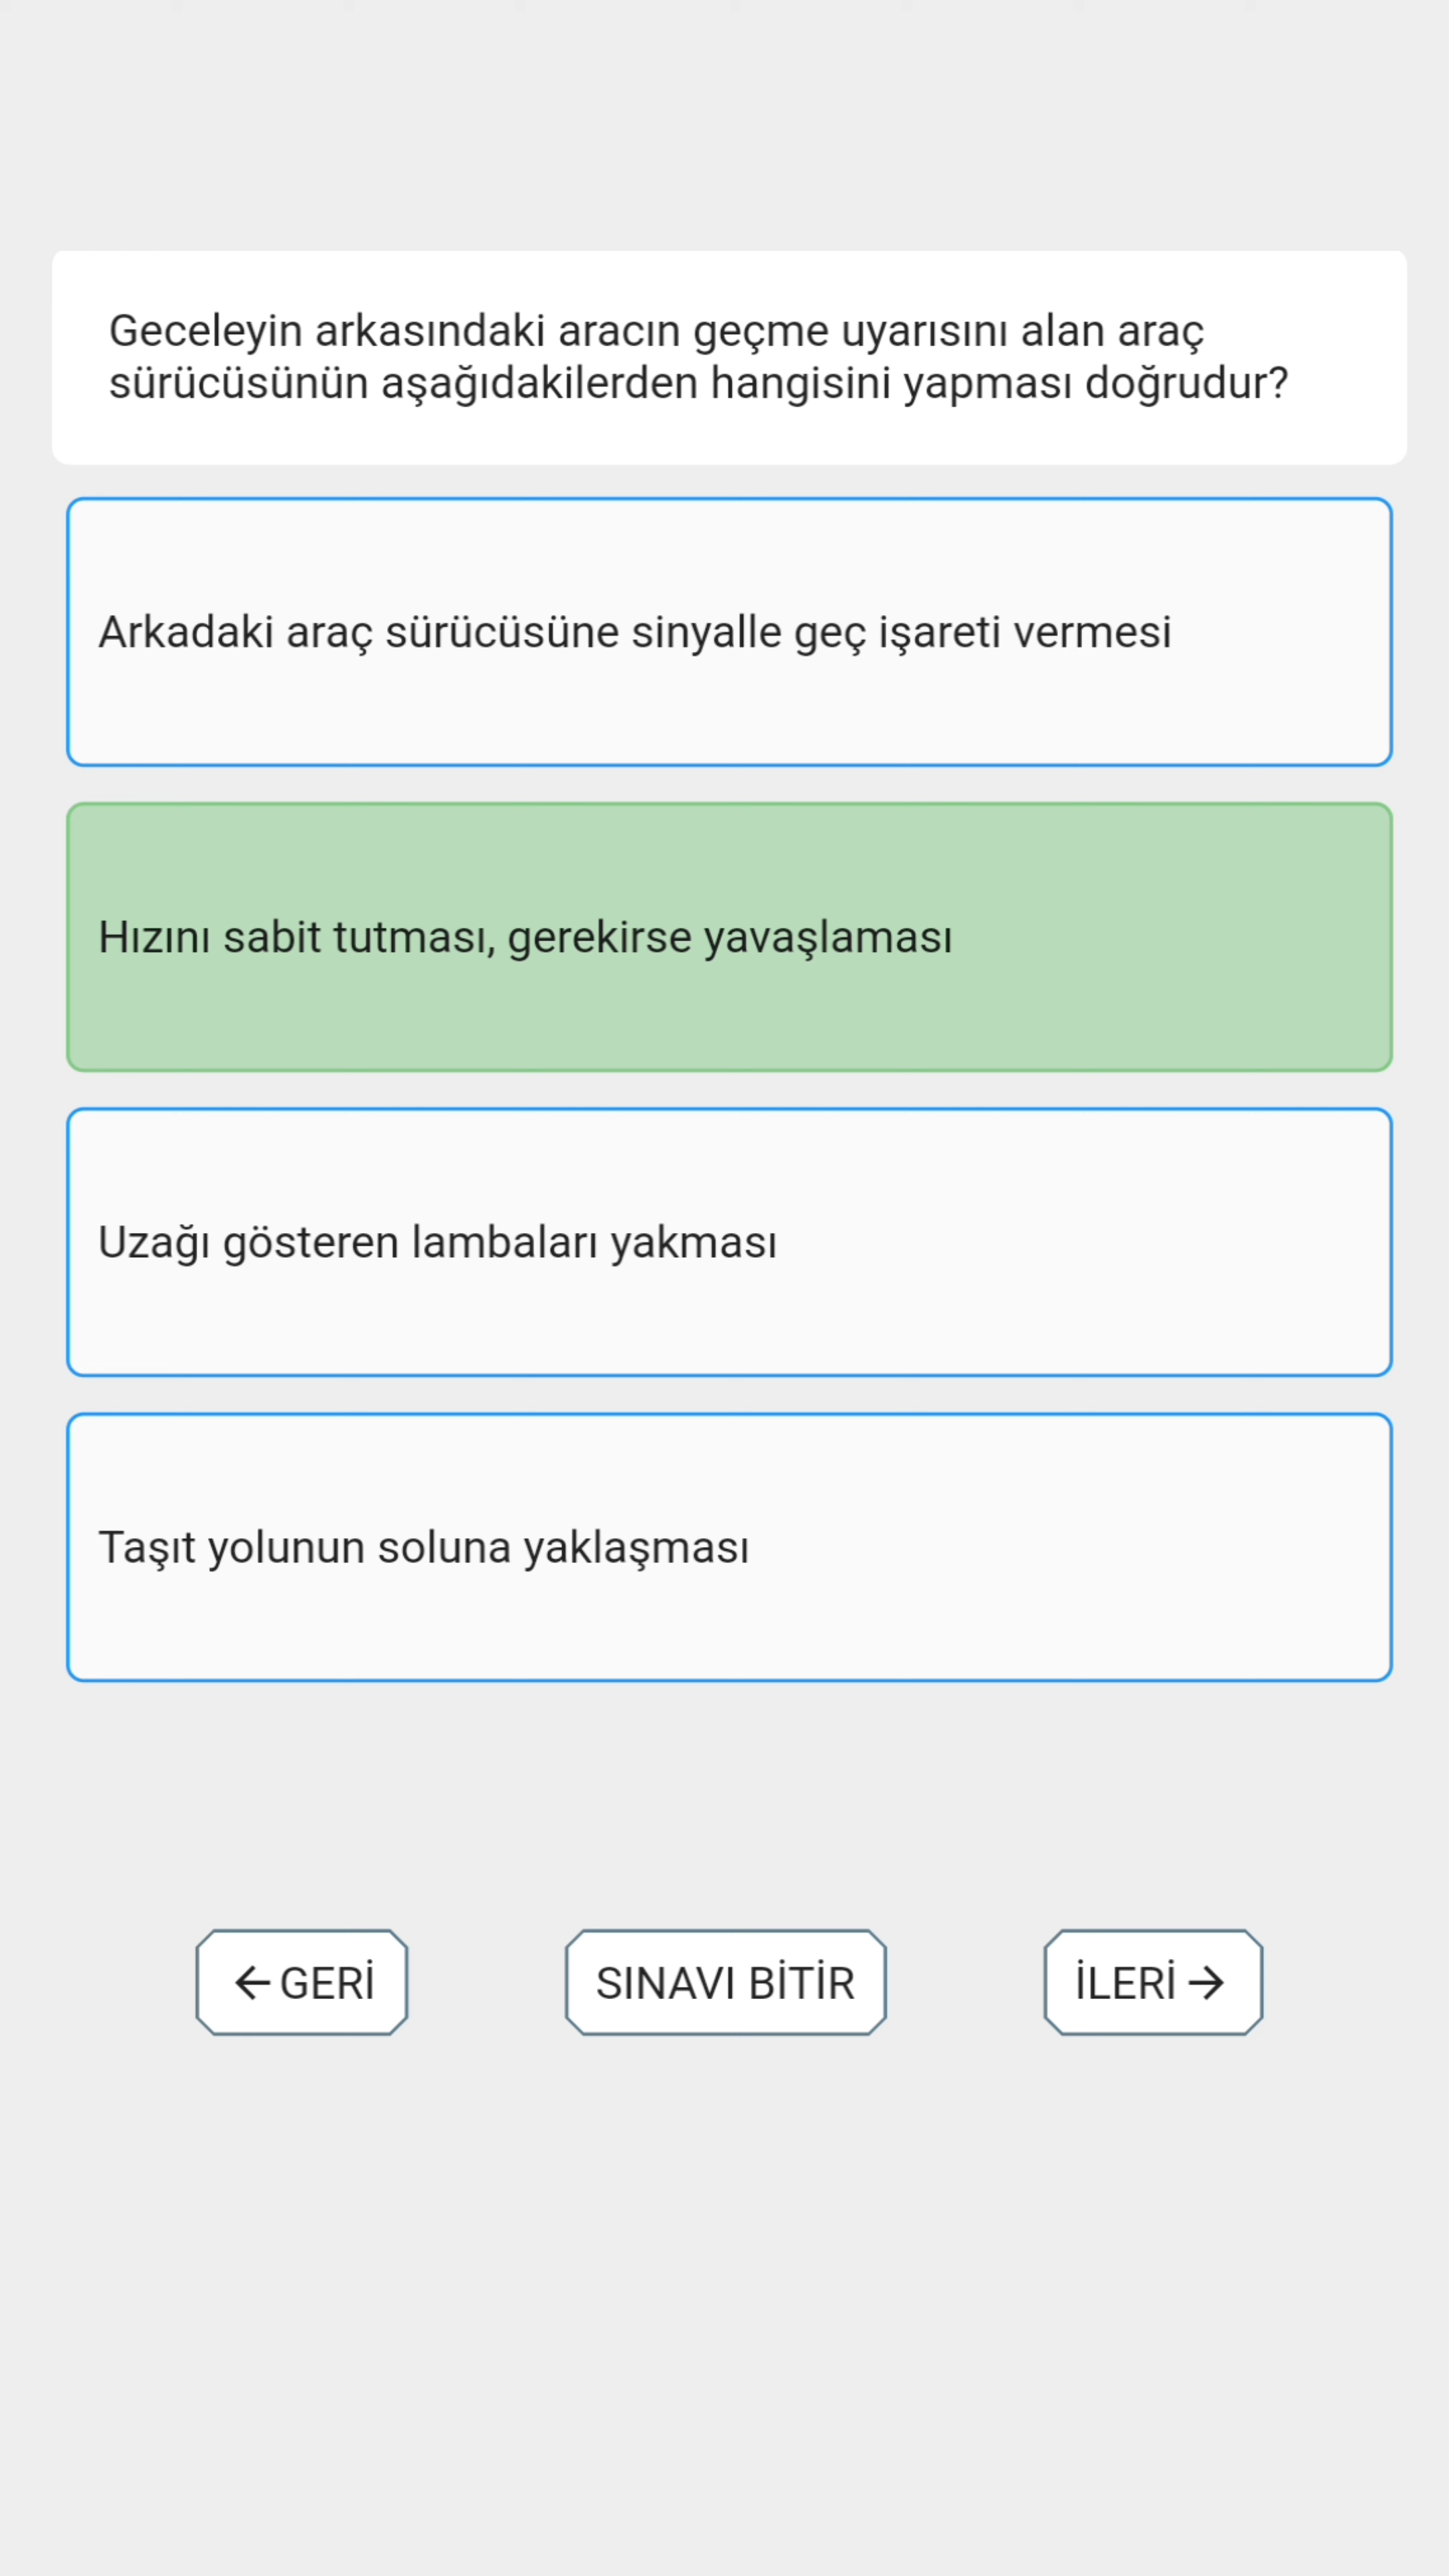 Geceleyin arkasındaki aracın geçme uyarısını alan araç
sürücüsünün aşağıdakilerden hangisini yapması doğrudur?
Arkadaki araç sürücüsüne sinyalle geç işareti vermesi
Hızını sabit tutması, gerekirse yavaşlaması
Uzağı gösteren lambaları yakması
Taşıt yolunun soluna yaklaşması
← GERİ
SINAVI BİTİR
İLERİ →